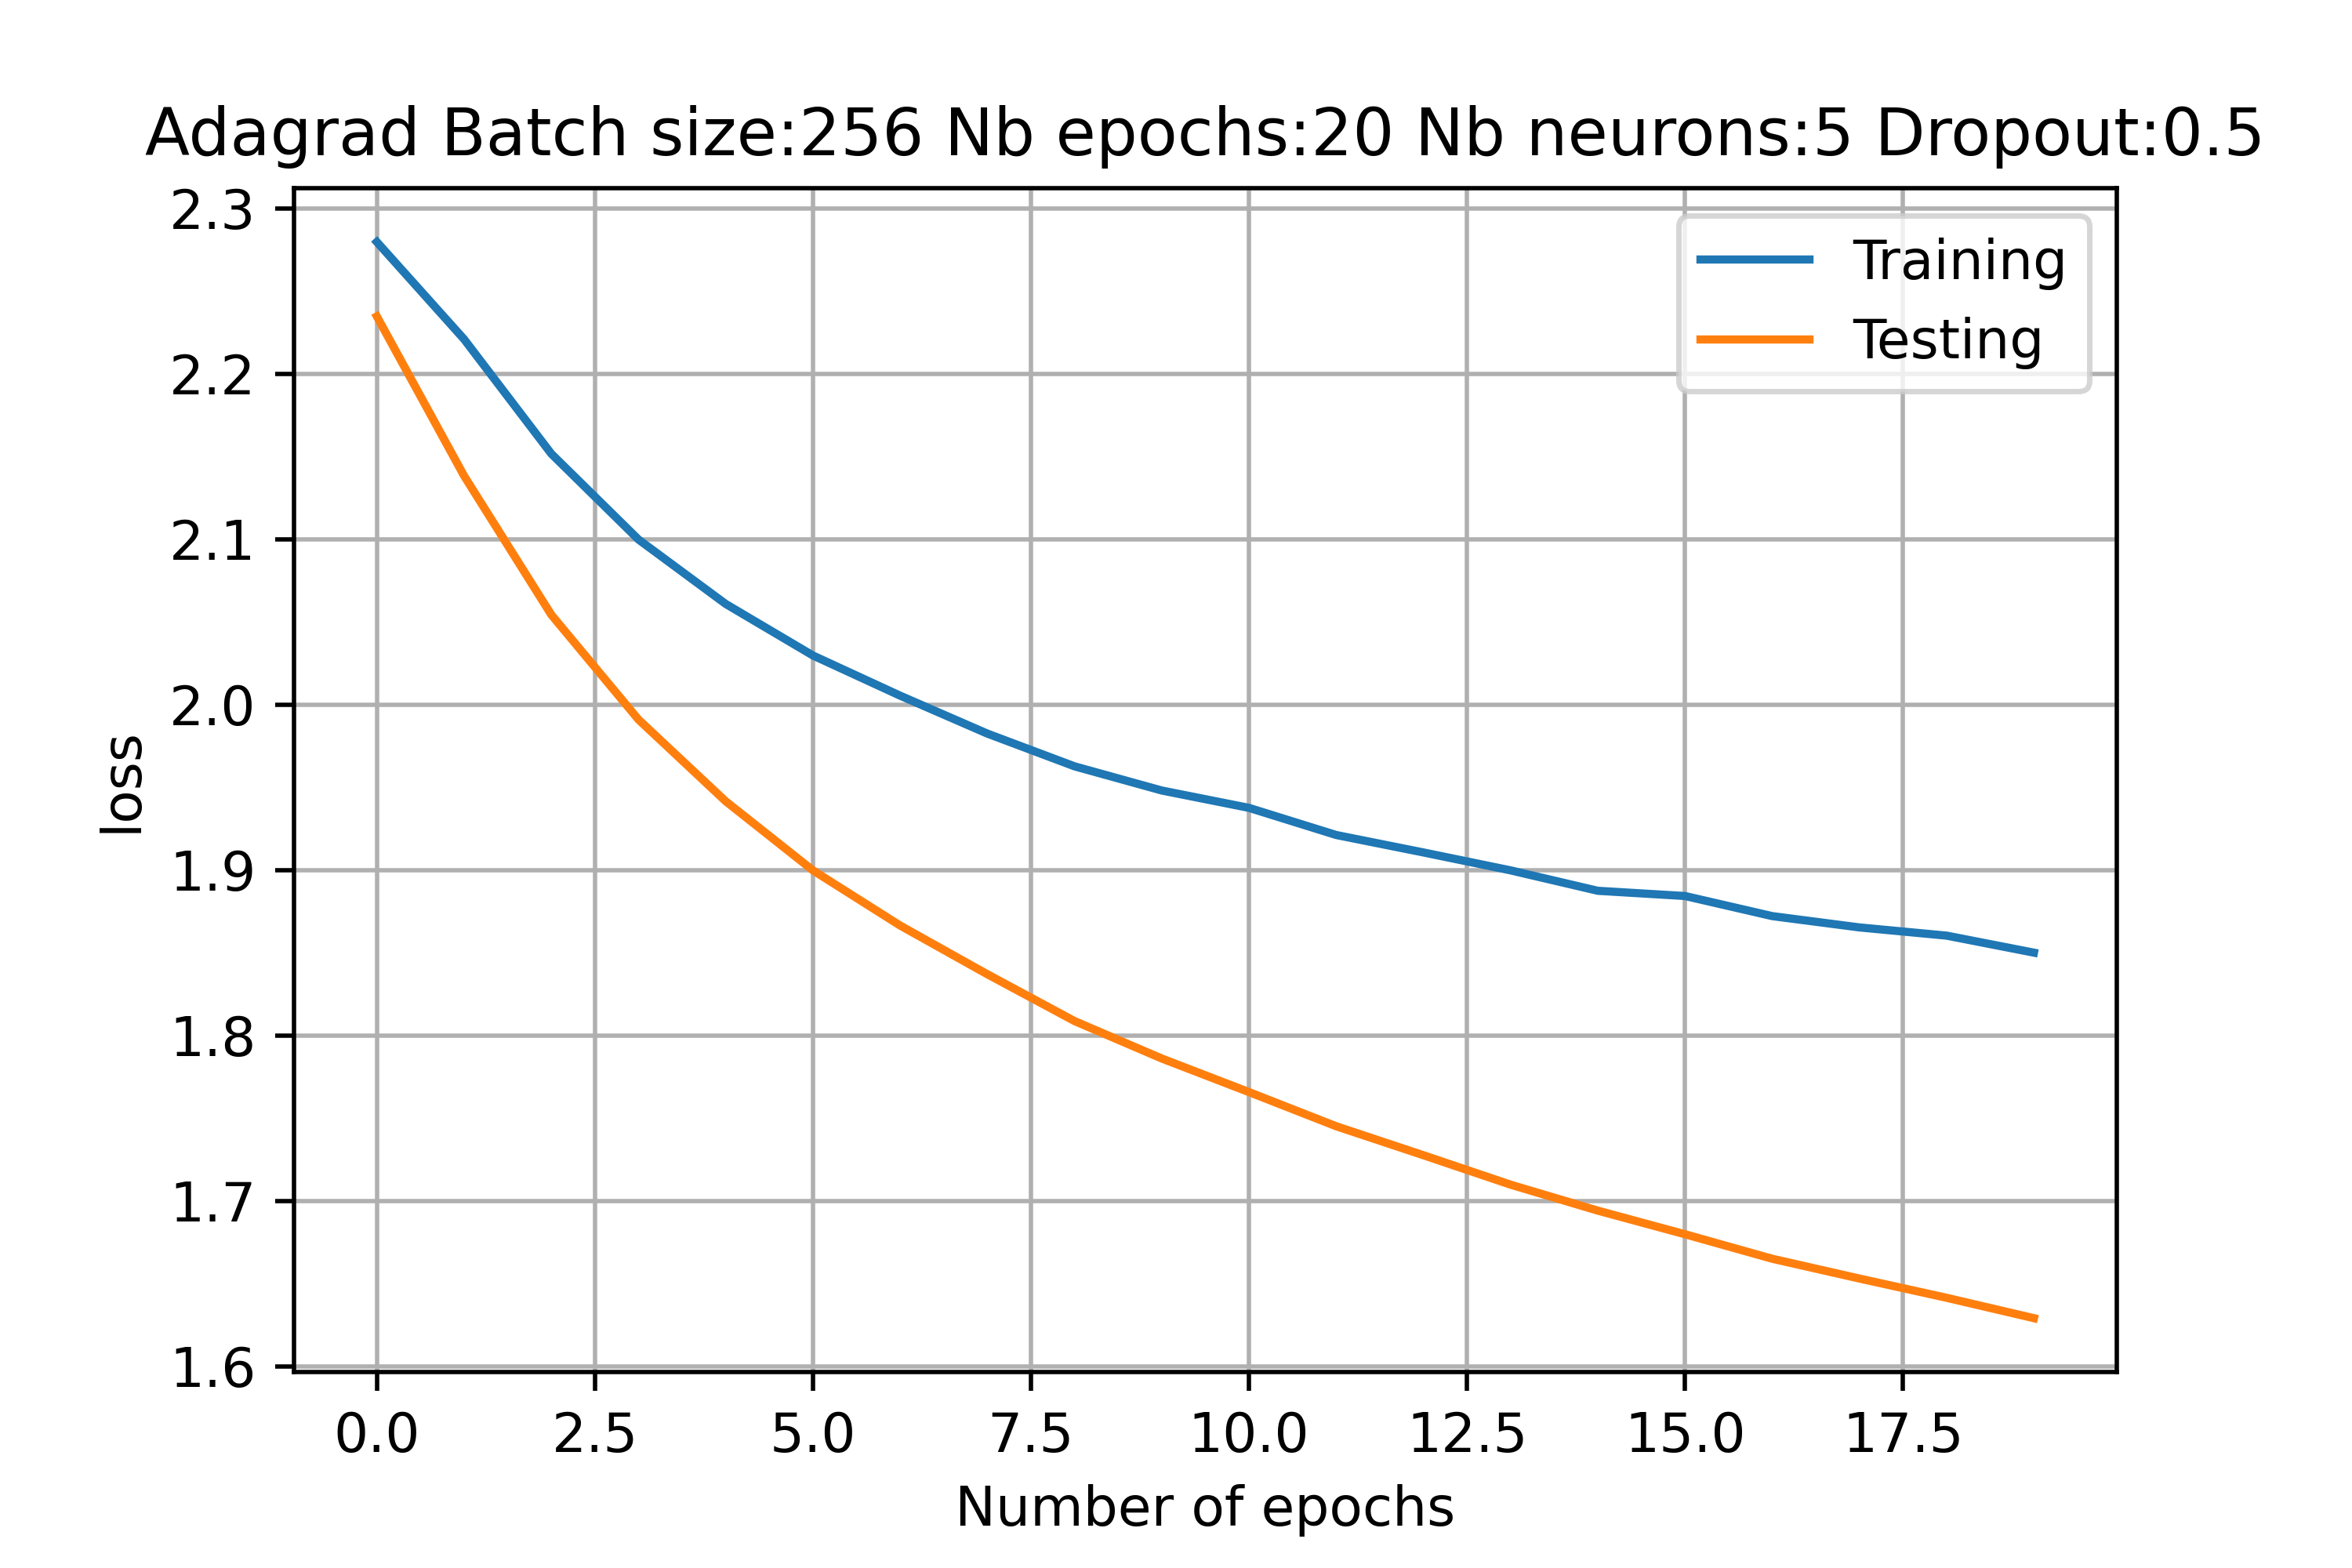 Adagrad Batch size:256 Nb epochs:20 Nb neurons:5 Dropout:0.5
2.3
2.2
2.1
2.0
1.9
1.8
1.7
1.6
loss
Training
Testing
0.0 2.5 5.0 7.5 10.0 12.5 15.0 17.5
Number of epochs